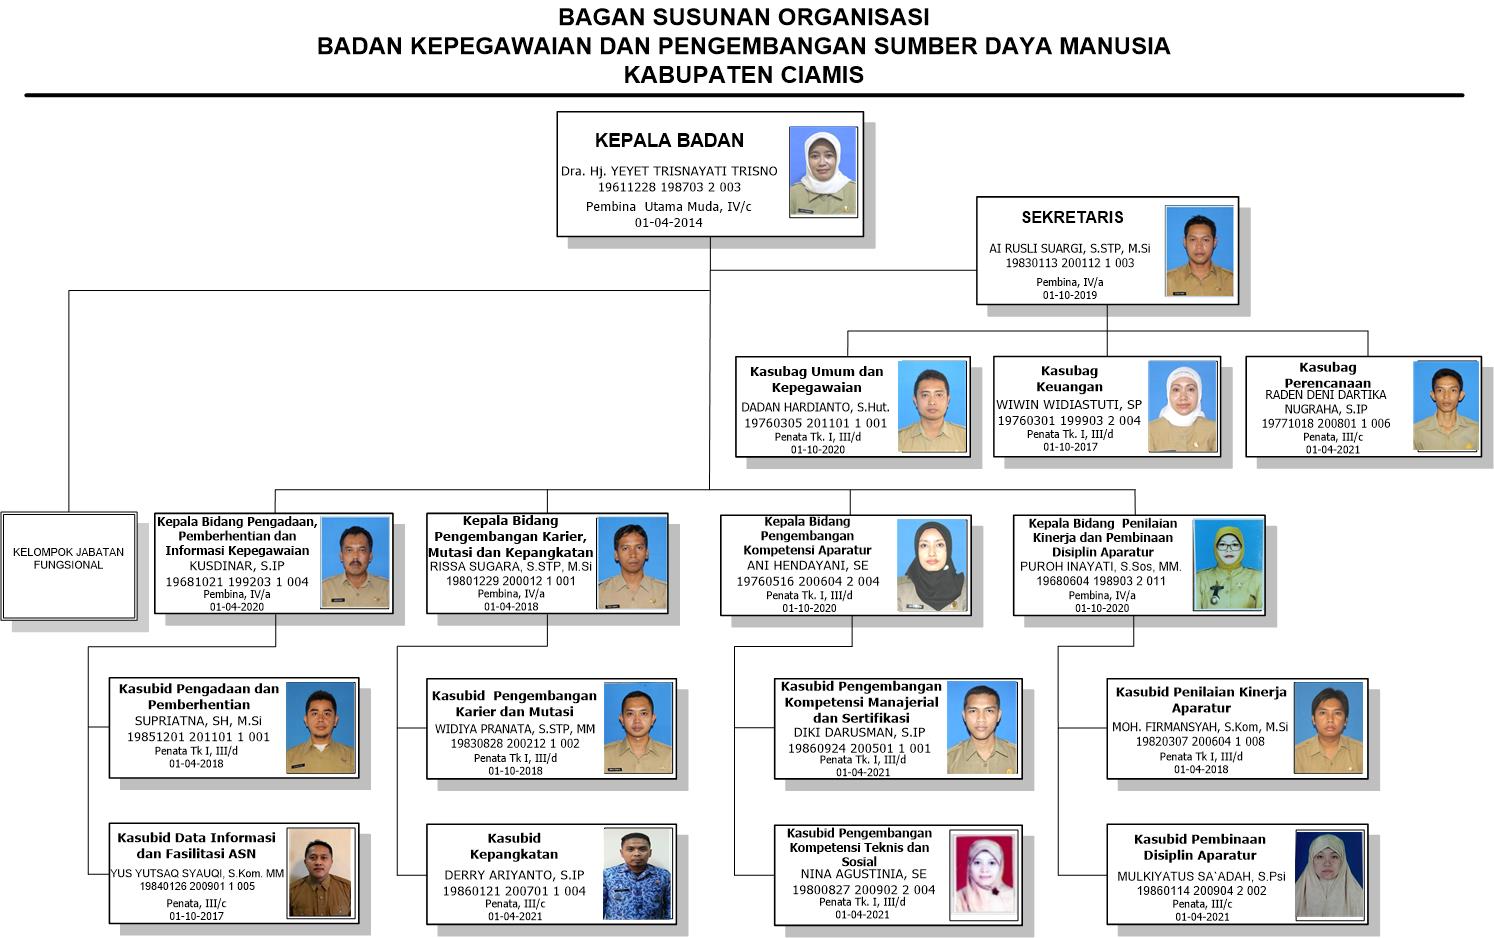 BAGAN SUSUNAN ORGANISASI
BADAN KEPEGAWAIAN DAN PENGEMBANGAN SUMBER DAYA MANUSIA
KABUPATEN CIAMIS
KEPALA BADAN
Dra. Hj. YEYET TRISNAYATI TRISNO
19611228 198703 2 003
Pembina Utama Muda, IV/c
01-04-2014
SEKRETARIS
AI RUSLI SUARGI, S.STP, M.Si
19830113 200112 1 003
Pembina, IV/a
01-10-2019
Kasubag Umum dan
Kepegawaian
DADAN HARDIANTO, S.Hut.
19760305 201101 1 001
Penata Tk. I, III/d
01-10-2020
Kasubag
Keuangan
WIWIN WIDIASTUTI, SP
19760301 199903 2 004
Penata Tk. I, III/d
01-10-2017
Kasubag
Perencanaan
RADEN DENI DARTIKA
NUGRAHA, S.IP
19771018 200801 1 006
Penata, III/c
01-04-2021
KELOMPOK JABATAN
FUNGSIONAL
Kepala Bidang Pengadaan,
Pemberhentian dan
Informasi Kepegawaian
KUSDINAR, S.IP
19681021 199203 1 004
Pembina, IV/a
01-04-2020
Kepala Bidang
Pengembangan Karier,
Mutasi dan Kepangkatan
RISSA SUGARA, S.STP, M.Si
19801229 200012 1 001
Pembina, IV/a
01-04-2018
Kepala Bidang
Pengembangan
Kompetensi Aparatur
ANI HENDAYANI, SE
19760516 200604 2 004
Penata Tk. I, III/d
01-10-2020
Kepala Bidang Penilaian
Kinerja dan Pembinaan
Disiplin Aparatur
PUROH INAYATI, S.Sos, MM.
19680604 198903 2 011
Pembina, IV/a
01-10-2020
Kasubid Pengadaan dan
Pemberhentian
SUPRIATNA, SH, M.Si
19851201 201101 1 001
Penata Tk I, III/d
01-04-2018
Kasubid Pengembangan
Karier dan Mutasi
WIDIYA PRANATA, S.STP, MM
19830828 200212 1 002
Penata Tk I, III/d
01-10-2018
Kasubid Pengembangan
Kompetensi Manajerial
dan Sertifikasi
DIKI DARUSMAN, S.IP
19860924 200501 1 001
Penata Tk. I, III/d
01-04-2021
Kasubid Penilaian Kinerja
Aparatur
MOH. FIRMANSYAH, S.Kom, M.Si
19820307 200604 1 008
Penata Tk I, III/d
01-04-2018
Kasubid Data Informasi
dan Fasilitasi ASN
YUS YUTSAQ SYAUQI, S.Kom. MM
19840126 200901 1 005
Penata, III/c
01-10-2017
Kasubid
Kepangkatan
DERRY ARIYANTO, S.IP
19860121 200701 1 004
Penata, III/c
01-04-2021
Kasubid Pengembangan
Kompetensi Teknis dan
Sosial
NINA AGUSTINIA, SE
19800827 200902 2 004
Penata Tk. I, III/d
01-04-2021
Kasubid Pembinaan
Disiplin Aparatur
MULKIYATUS SA`ADAH, S.Psi
19860114 200904 2 002
Penata, III/c
01-04-2021